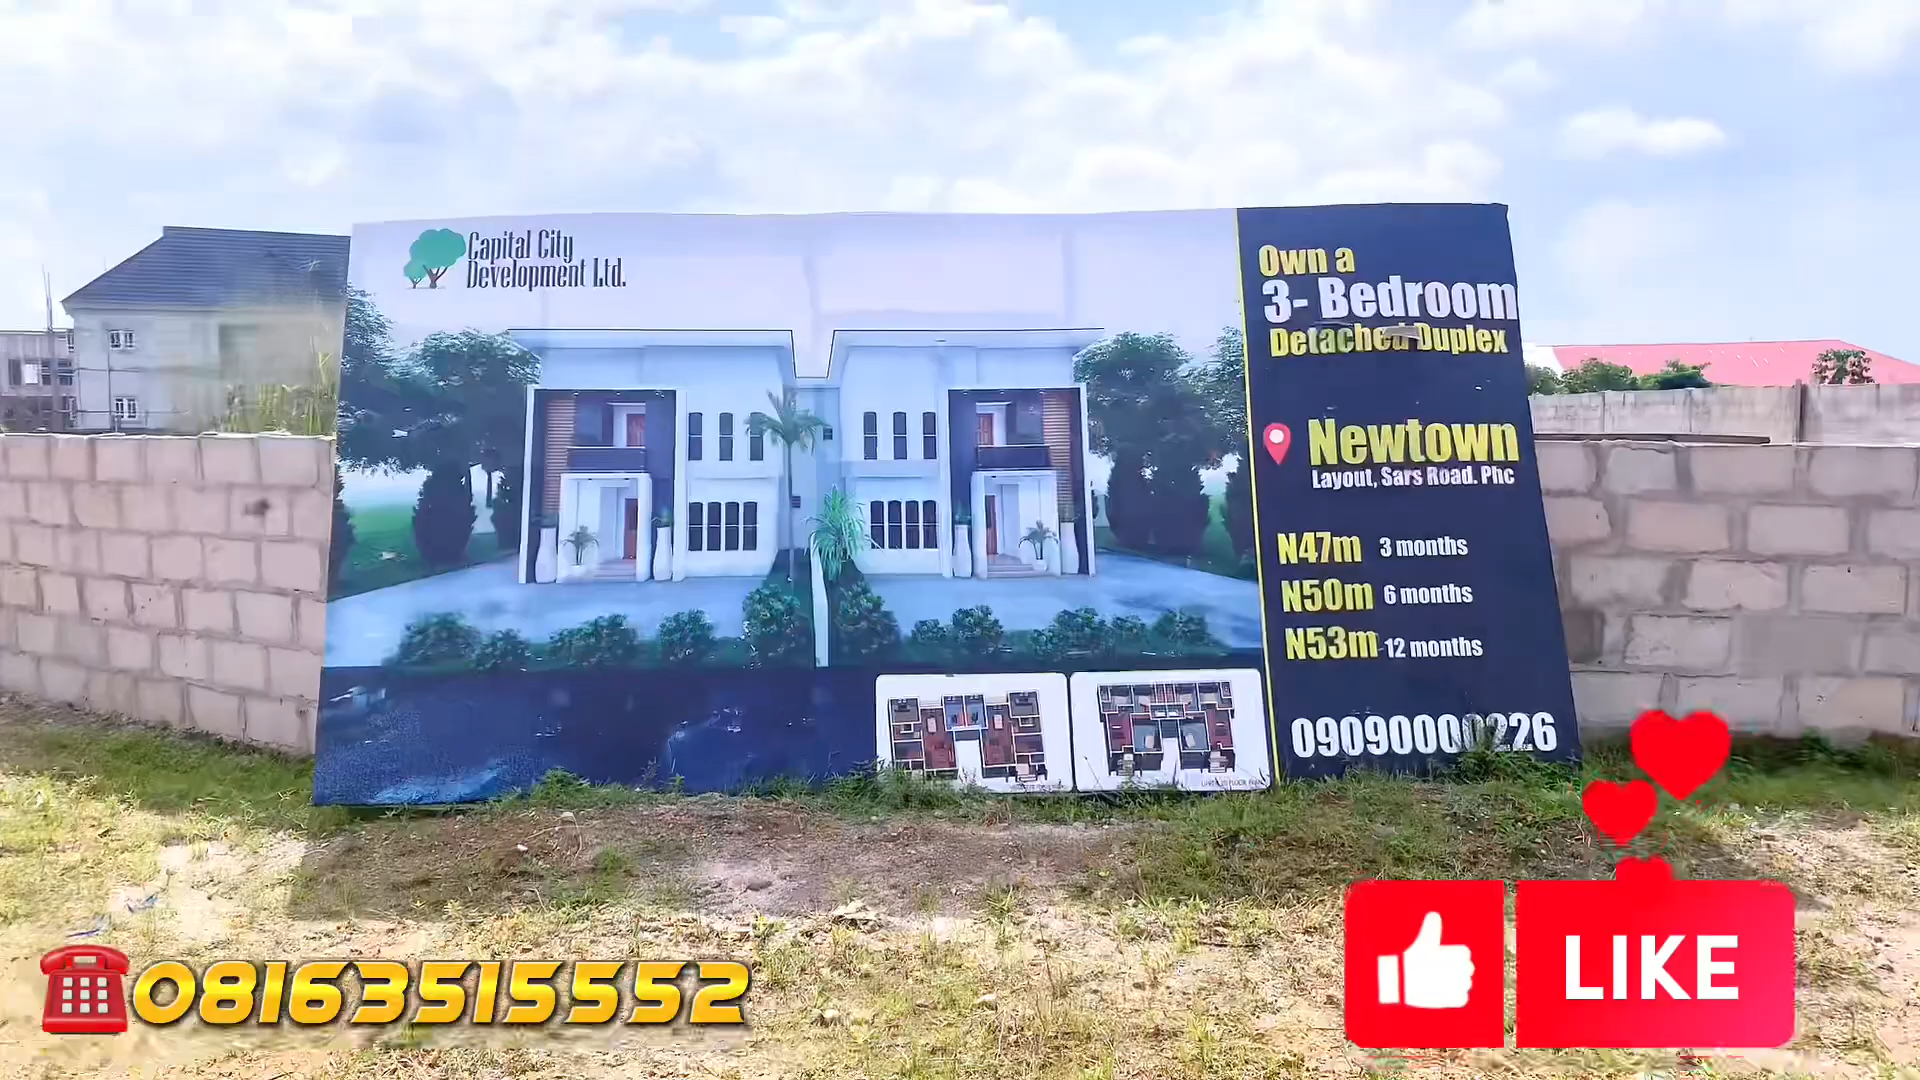 Capital City
Development Ltd.
Own a
3- Bedroom
Detached Duplex
Newtown
Layout, Sars Road. Phc
N47m 3 months
N50m 6 months
N53m 12 months
09090000226
08163515552
LIKE